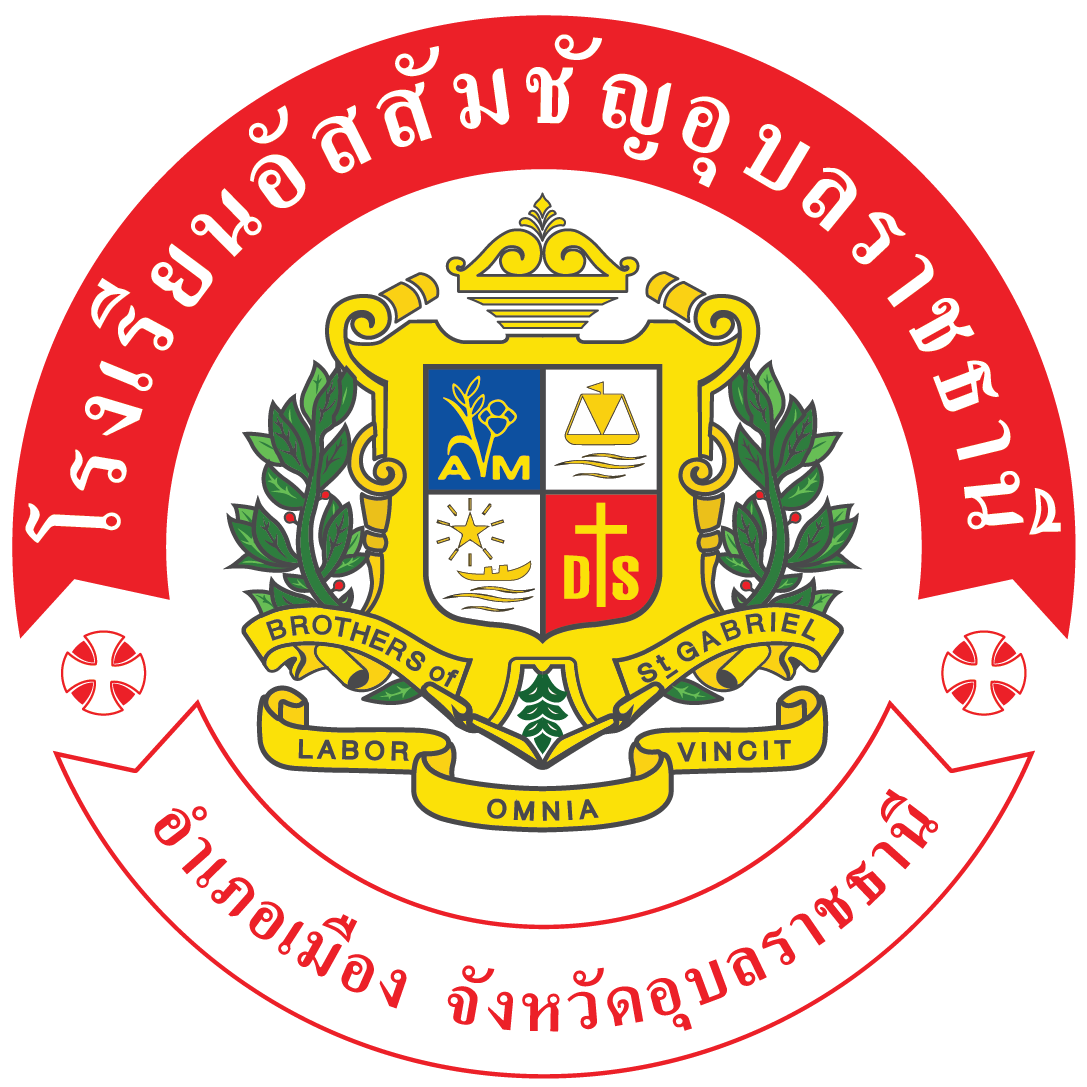 โรงเรียนอัสสัมชัญอุบลราชธานี
A M
D S
BROTHERS of St GABRIEL
LABOR OMNIA VINCIT
อำเภอเมือง จังหวัดอุบลราชธานี